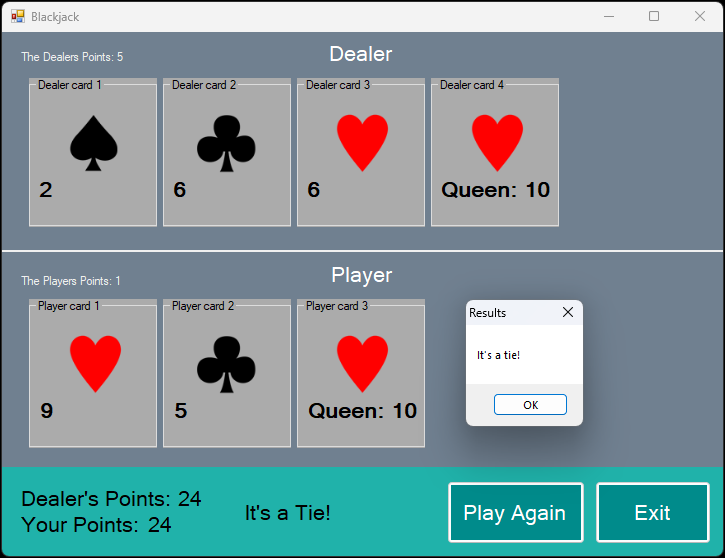 Blackjack
The Dealers Points: 5
Dealer
Dealer card 1
Dealer card 2
Dealer card 3
Dealer card 4
2
6
6
Queen: 10
The Players Points: 1
Player
Player card 1
Player card 2
Player card 3
9
5
Queen: 10
Results
It's a tie!
OK
Dealer's Points: 24
Your Points: 24
It's a Tie!
Play Again
Exit